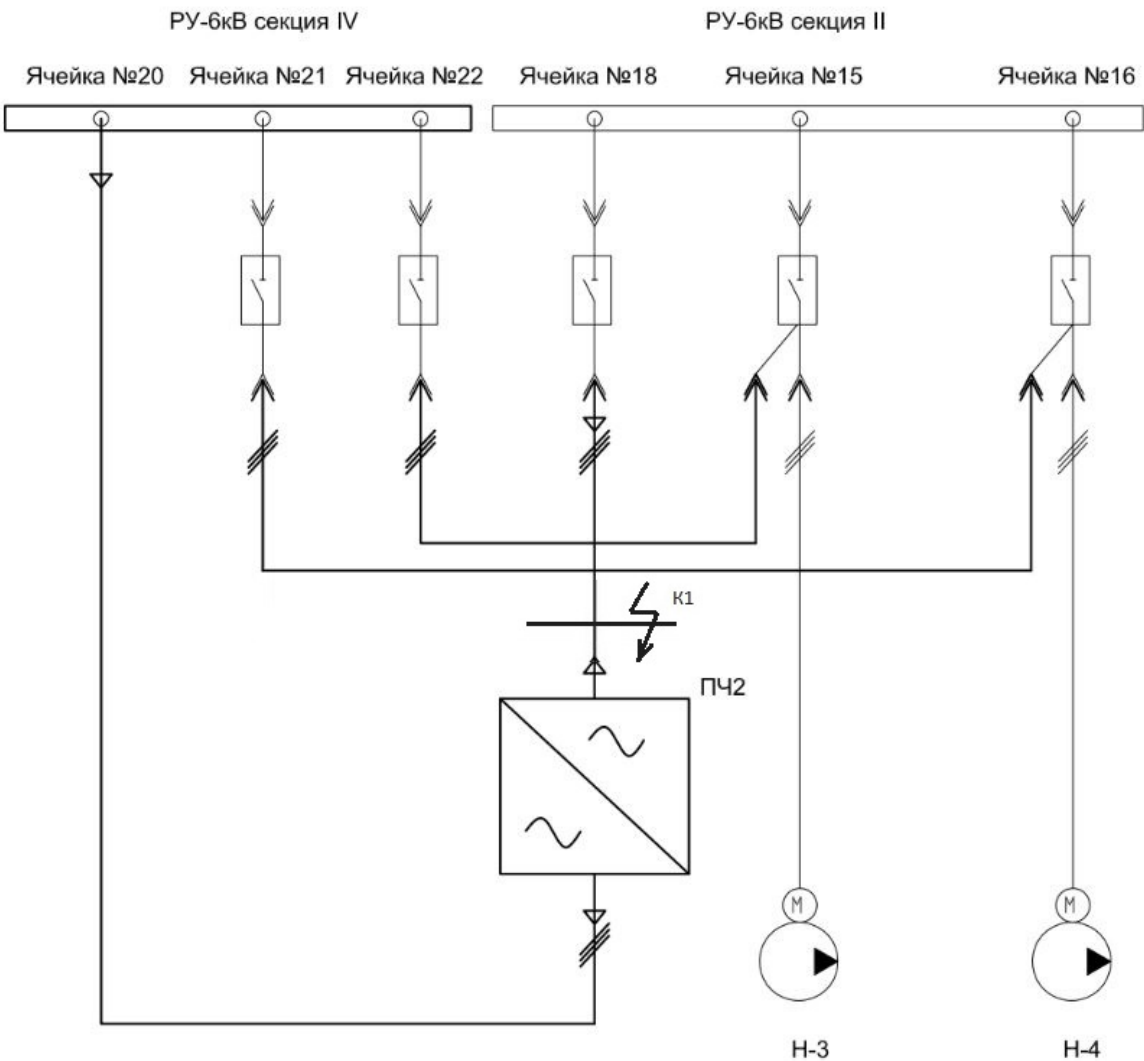 РУ-6кВ секция IV
РУ-6кВ секция II
Ячейка №20
Ячейка №21
Ячейка №22
Ячейка №18
Ячейка №15
Ячейка №16
К1
ПЧ2
М
М
Н-3
Н-4